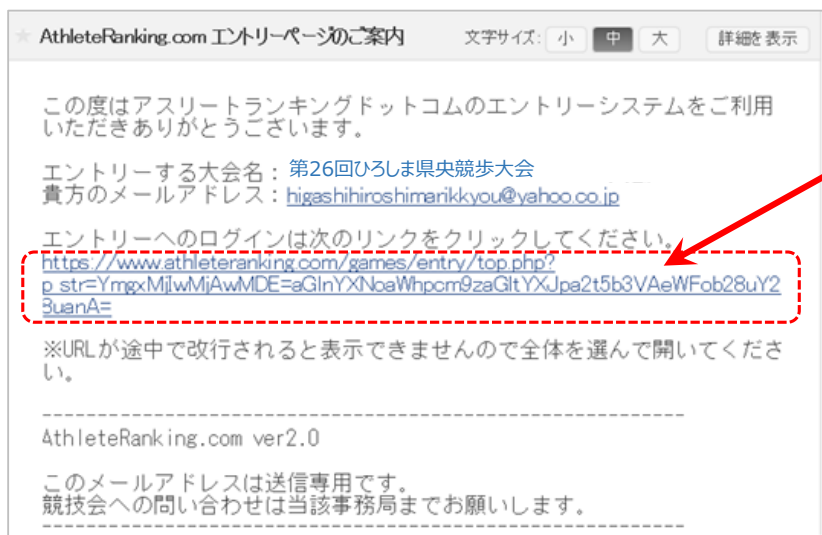 AthleteRanking.com エントリーページのご案内 文字サイズ: 小 中 大 詳細を表示
この度はアスリートランキングドットコムのエントリーシステムをご利用
いただきありがとうございます。
エントリーする大会名：第26回ひろしま県央競歩大会
貴方のメールアドレス：higashihiroshimarikkyou@yahoo.co.jp
エントリーへのログインは次のリンクをクリックしてください。
https://www.athleteranking.com/games/entry/top.php?
p_str=YmgxMjIwMjAwMDE=aGlnYXNoaWhpcm9zaGltYXJpa2t5b3VAeWFob28uY2
8uanA=
※URLが途中で改行されると表示できませんので全体を選んで開いてくださ
い。
------------------------------------------------------------
AthleteRanking.com ver2.0
このメールアドレスは送信専用です。
競技会への問い合わせは当該事務局までお願いします。
------------------------------------------------------------